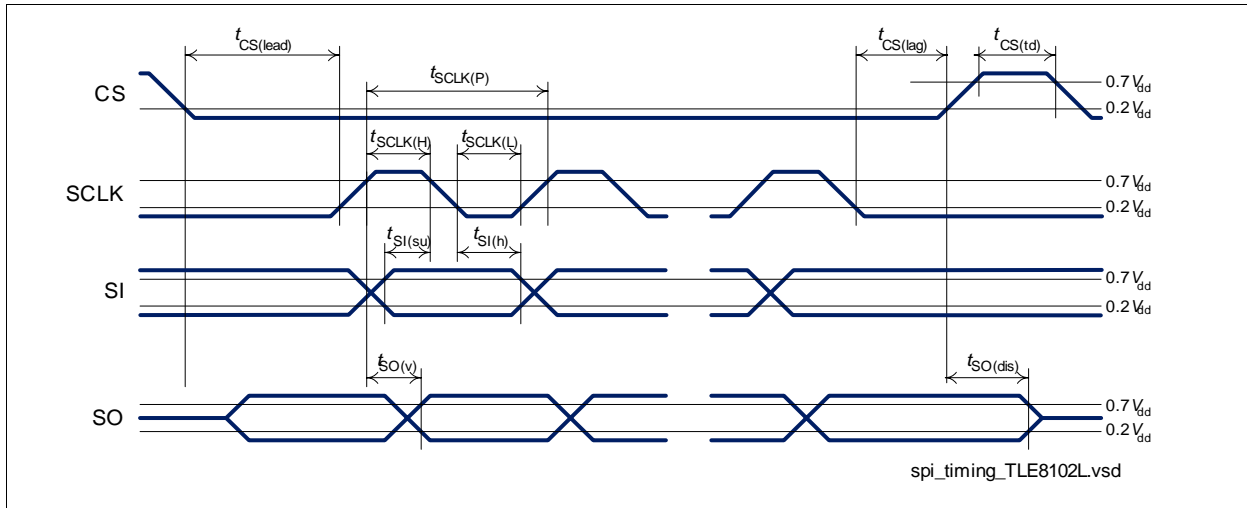 tCS(lead)
tCS(lag)
tCS(td)
tSCLK(P)
CS
0.7Vdd
0.2Vdd
tSCLK(H)
tSCLK(L)
SCLK
0.7Vdd
0.2Vdd
tSI(su)
tSI(h)
SI
0.7Vdd
0.2Vdd
tSO(v)
tSO(dis)
SO
0.7Vdd
0.2Vdd
spi_timing_TLE8102L.vsd